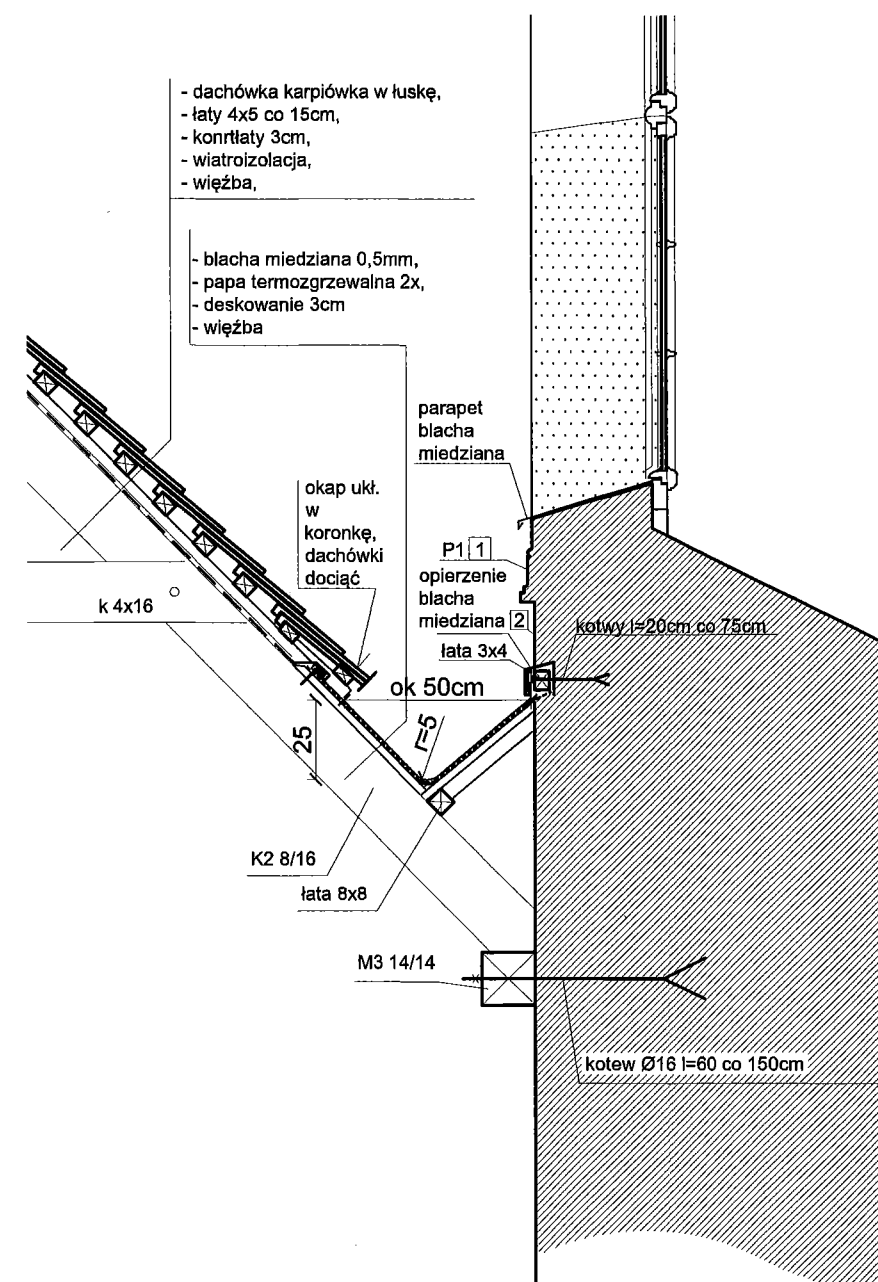 - dachówka karpiówka w łuskę,
- łaty 4x5 co 15cm,
- konrtłaty 3cm,
- wiatroizolacja,
- więźba,
- blacha miedziana 0,5mm,
- papa termozgrzewalna 2x,
- deskowanie 3cm
- więźba
parapet
blacha
miedziana
okap ukł.
w
koronkę,
dachówki
dociąć
P1 1
opierzenie
blacha
miedziana 2
k 4x16
kotwy l=20cm co 75cm
łata 3x4
ok 50cm
25
r=5
K2 8/16
łata 8x8
M3 14/14
kotew Ø16 l=60 co 150cm